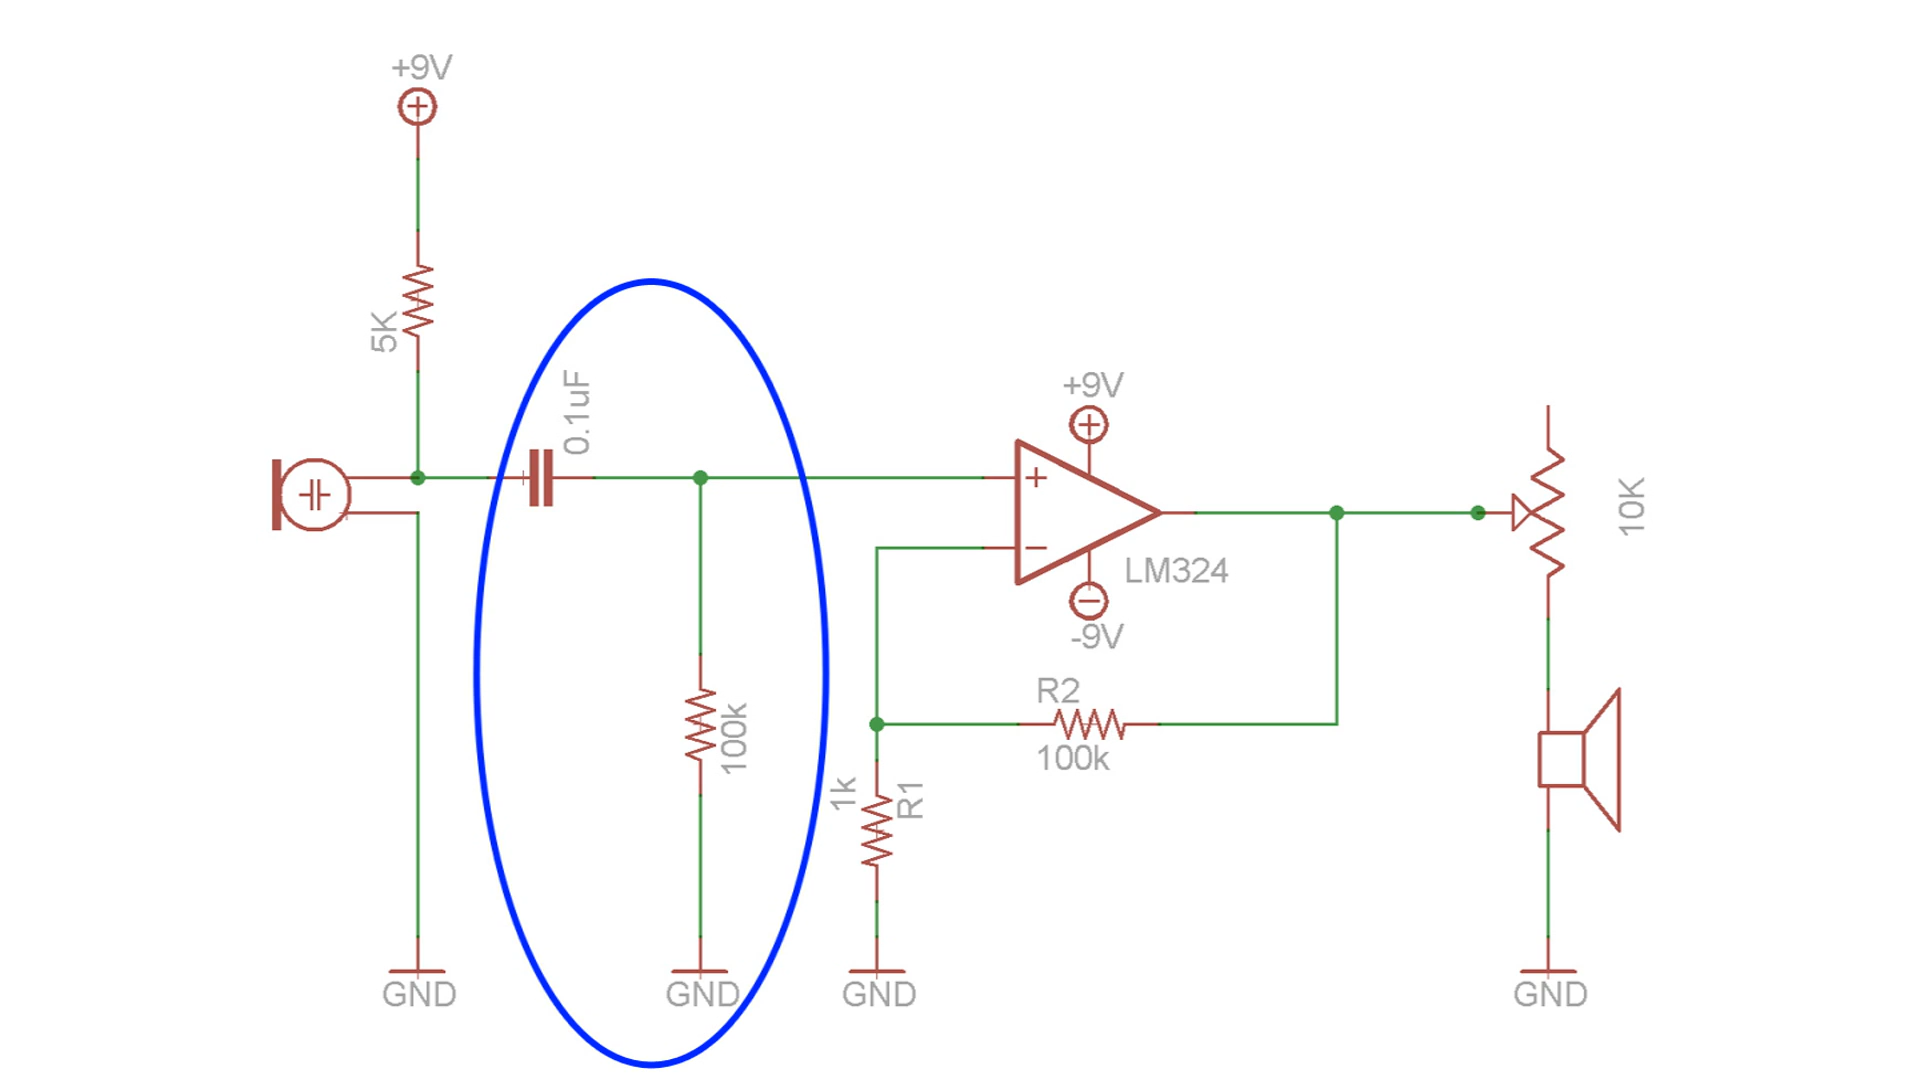 +9V
5K
0.1uF
100k
GND
GND
1k
R1
GND
+9V
LM324
-9V
R2
100k
10K
GND